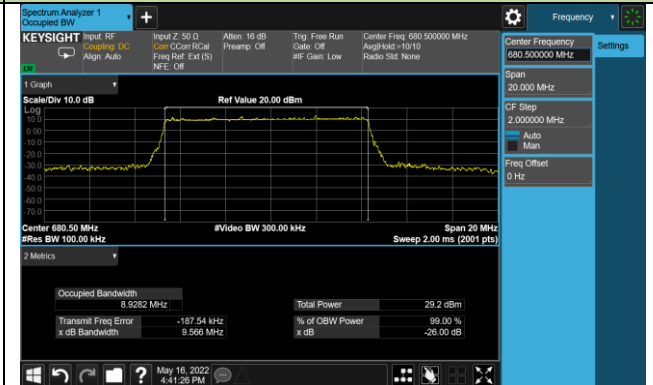 Spectrum Analyzer 1
Occupied BW
+
Frequency
KEYSIGHT
Input: RF
Coupling: DC
Align: Auto
Input Z: 50 Ω
Corr CCorr RCal
Freq Ref: Ext (S)
NFE: Off
Atten: 16 dB
Preamp: Off
Trig: Free Run
Gate: Off
#IF Gain: Low
Center Freq: 680.500000 MHz
Avg|Hold:>10/10
Radio Std: None
Center Frequency
680.500000 MHz
Settings
Span
20.000 MHz
CF Step
2.000000 MHz
Auto
Man
Freq Offset
0 Hz
1 Graph
Scale/Div 10.0 dB
Ref Value 20.00 dBm
Log
10.0
0.00
-10.0
-20.0
-30.0
-40.0
-50.0
-60.0
-70.0
Center 680.50 MHz
#Video BW 300.00 kHz
Span 20 MHz
#Res BW 100.00 kHz
Sweep 2.00 ms (2001 pts)
2 Metrics
Occupied Bandwidth
8.9282 MHz
Total Power
29.2 dBm
Transmit Freq Error
-187.54 kHz
% of OBW Power
99.00 %
x dB Bandwidth
9.566 MHz
x dB
-26.00 dB
?
May 16, 2022
4:41:26 PM